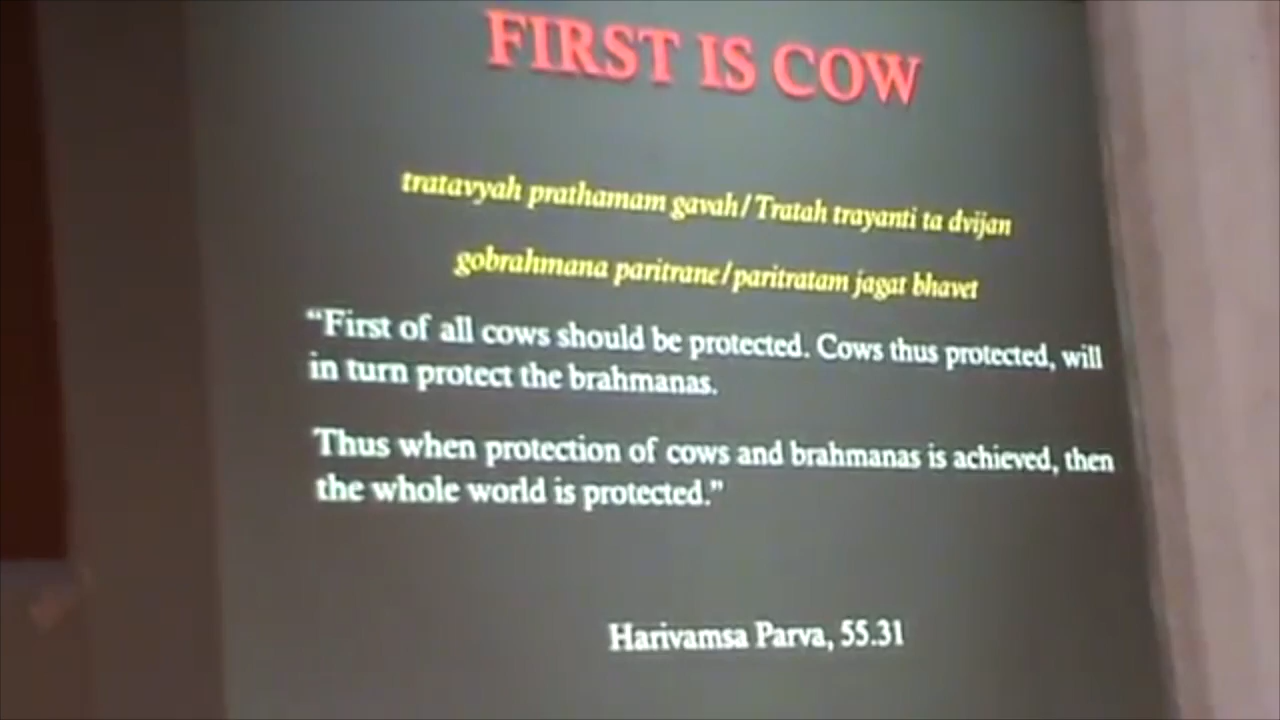 FIRST IS COW
tratavyah prathamam gavah/Tratah trayanti ta dvijan
gobrahmana paritrane/paritratam jagat bhavet
“First of all cows should be protected. Cows thus protected, will
in turn protect the brahmanas.
Thus when protection of cows and brahmanas is achieved, then
the whole world is protected.”
Harivamsa Parva, 55.31